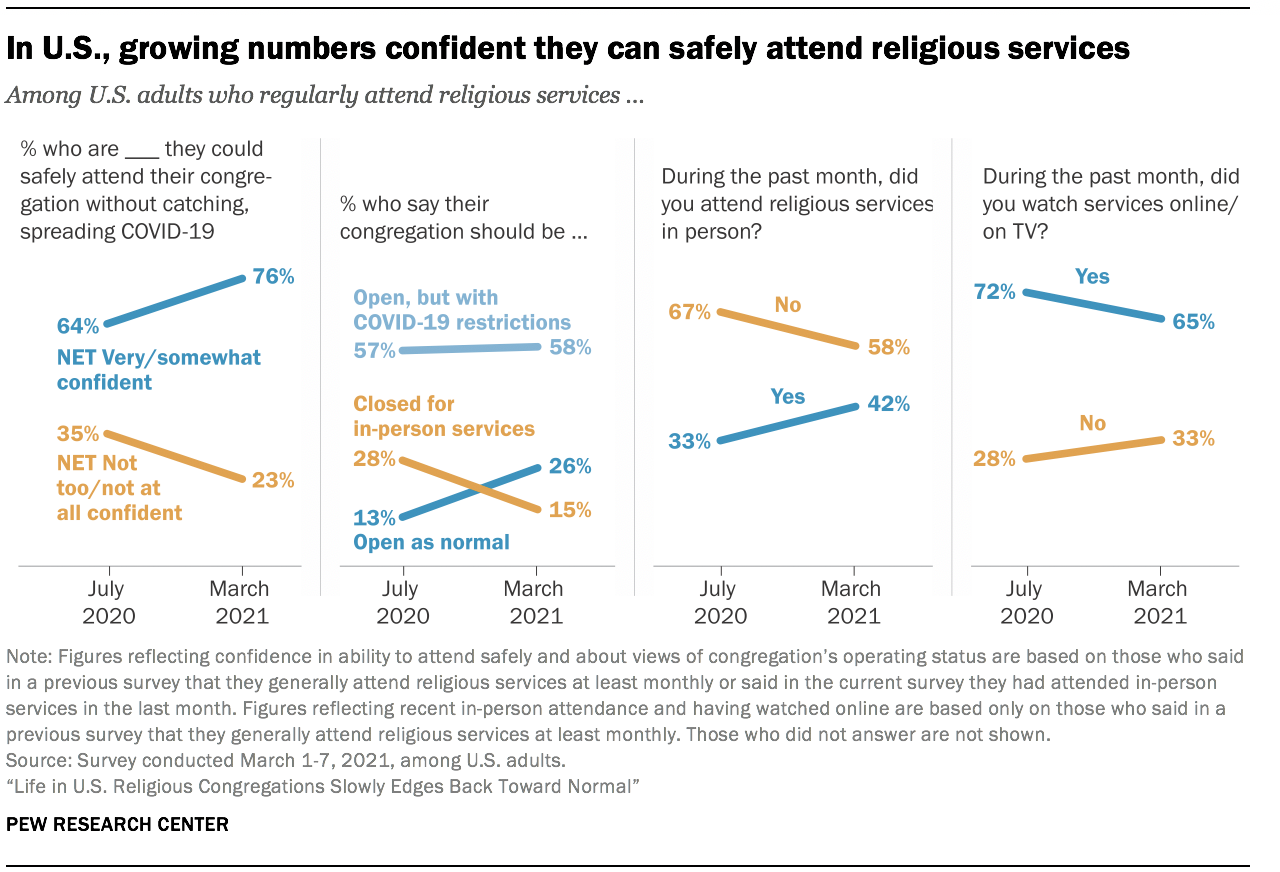 In U.S., growing numbers confident they can safely attend religious services
Among U.S. adults who regularly attend religious services ...
% who are ___ they could
safely attend their congre-
gation without catching,
spreading COVID-19
76%
64%
NET Very/somewhat
confident
35%
NET Not
too/not at
all confident
23%
July
2020
March
2021
% who say their
congregation should be ...
Open, but with
COVID-19 restrictions
57%
58%
Closed for
in-person services
28%
26%
13%
15%
Open as normal
July
2020
March
2021
During the past month, did
you attend religious services
in person?
67%
No
58%
Yes
42%
33%
July
2020
March
2021
During the past month, did
you watch services online/
on TV?
72%
Yes
65%
No
33%
28%
July
2020
March
2021
Note: Figures reflecting confidence in ability to attend safely and about views of congregation’s operating status are based on those who said
in a previous survey that they generally attend religious services at least monthly or said in the current survey they had attended in-person
services in the last month. Figures reflecting recent in-person attendance and having watched online are based only on those who said in a
previous survey that they generally attend religious services at least monthly. Those who did not answer are not shown.
Source: Survey conducted March 1-7, 2021, among U.S. adults.
“Life in U.S. Religious Congregations Slowly Edges Back Toward Normal”
PEW RESEARCH CENTER